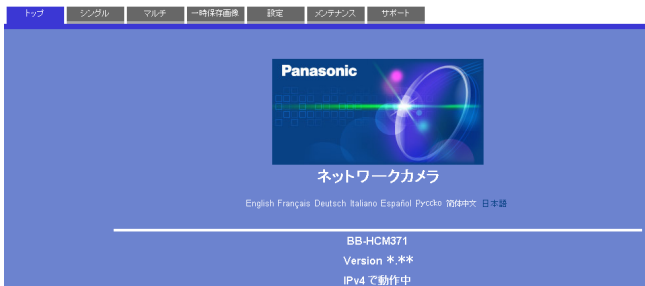 トップ シングル マルチ 一時保存画像 設定 メンテナンス サポート
Panasonic
ネットワークカメラ
English Français Deutsch Italiano Español Русско 简体中文 日本語
BB-HCM371
Version *.**
IPv4 で動作中